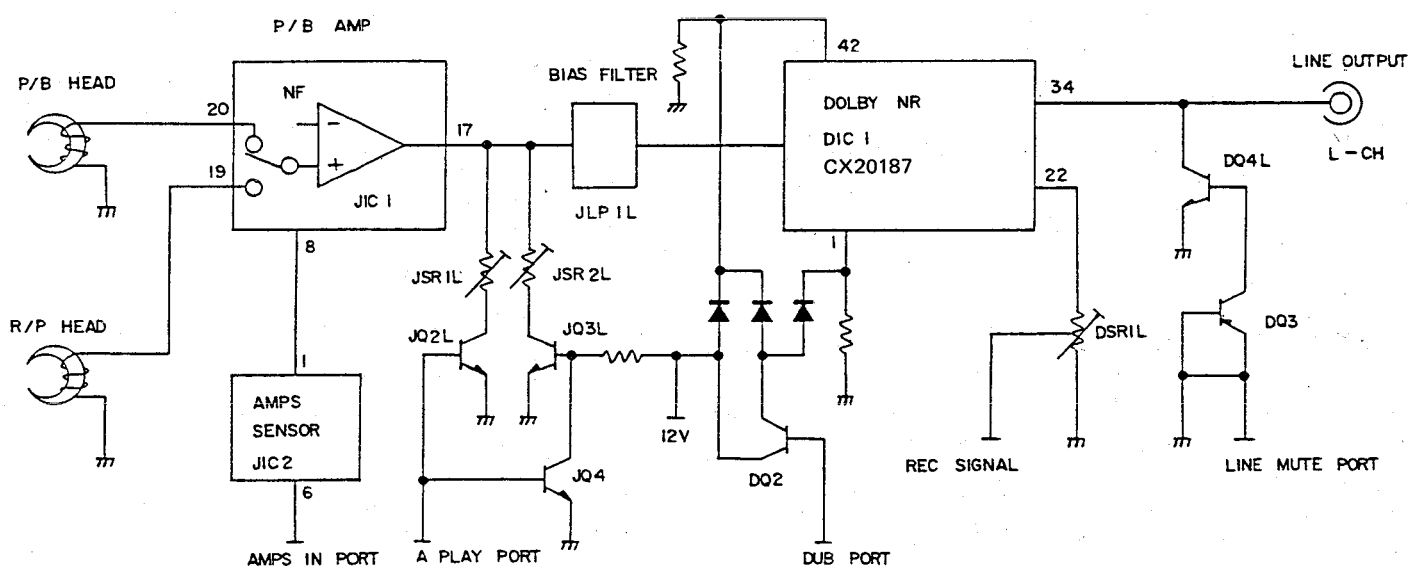 P/B AMP
P/B HEAD
20
NF
17
19
JIC 1
8
BIAS FILTER
JLP 1L
42
DOLBY NR
DIC 1
CX20187
34
22
1
LINE OUTPUT
L-CH
DQ4L
JSR1L
JSR2L
R/P HEAD
JQ2L
JQ3L
DSR1L
DQ3
1
AMPS
SENSOR
JIC2
6
12V
JQ4
DQ2
REC SIGNAL
LINE MUTE PORT
AMPS IN PORT
A PLAY PORT
DUB PORT